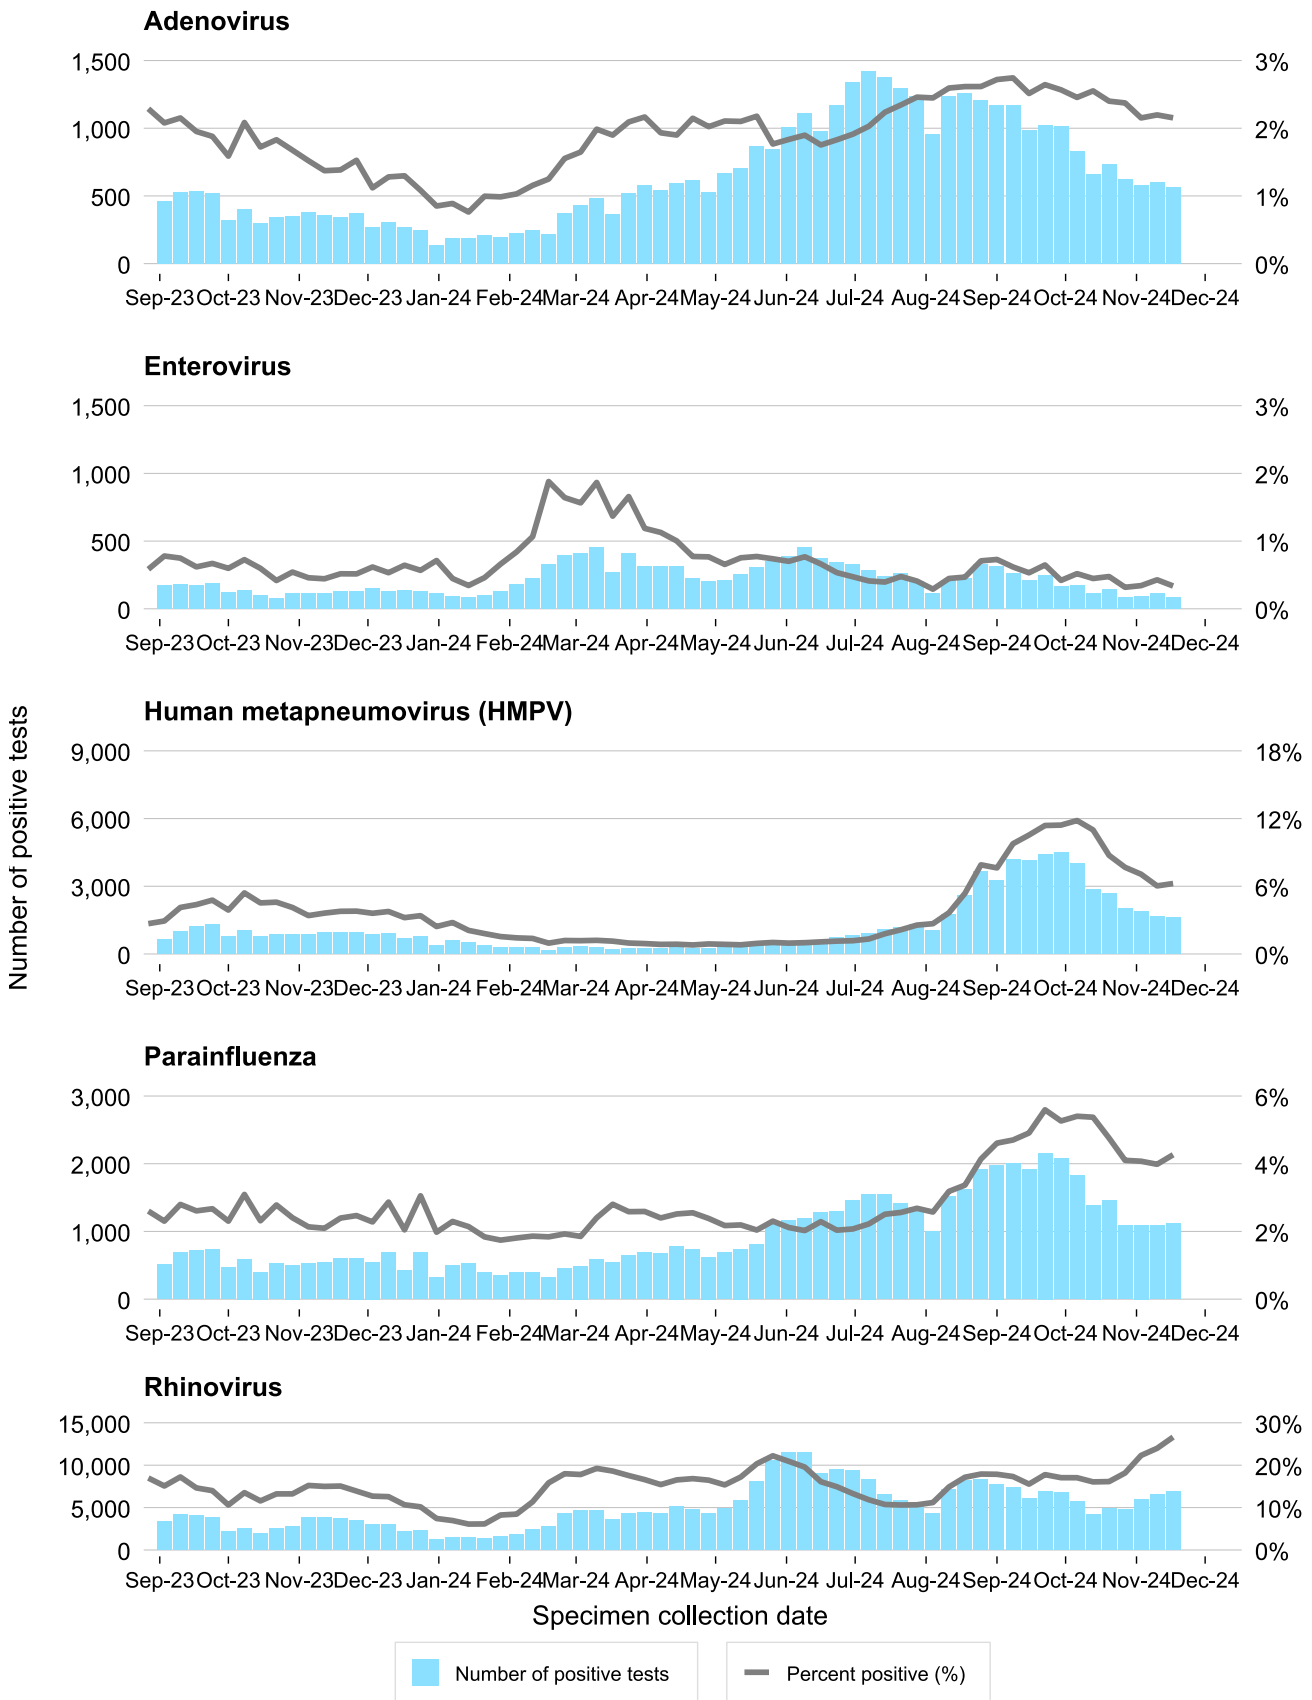 Adenovirus
1,500 3%
1,000 2%
500 1%
0 0%
Sep-23 Oct-23 Nov-23 Dec-23 Jan-24 Feb-24 Mar-24 Apr-24 May-24 Jun-24 Jul-24 Aug-24 Sep-24 Oct-24 Nov-24 Dec-24
Enterovirus
1,500 3%
1,000 2%
500 1%
0 0%
Sep-23 Oct-23 Nov-23 Dec-23 Jan-24 Feb-24 Mar-24 Apr-24 May-24 Jun-24 Jul-24 Aug-24 Sep-24 Oct-24 Nov-24 Dec-24
Number of positive tests
Human metapneumovirus (HMPV)
9,000 18%
6,000 12%
3,000 6%
0 0%
Sep-23 Oct-23 Nov-23 Dec-23 Jan-24 Feb-24 Mar-24 Apr-24 May-24 Jun-24 Jul-24 Aug-24 Sep-24 Oct-24 Nov-24 Dec-24
Parainfluenza
3,000 6%
2,000 4%
1,000 2%
0 0%
Sep-23 Oct-23 Nov-23 Dec-23 Jan-24 Feb-24 Mar-24 Apr-24 May-24 Jun-24 Jul-24 Aug-24 Sep-24 Oct-24 Nov-24 Dec-24
Rhinovirus
15,000 30%
10,000 20%
5,000 10%
0 0%
Sep-23 Oct-23 Nov-23 Dec-23 Jan-24 Feb-24 Mar-24 Apr-24 May-24 Jun-24 Jul-24 Aug-24 Sep-24 Oct-24 Nov-24 Dec-24
Specimen collection date
Number of positive tests Percent positive (%)